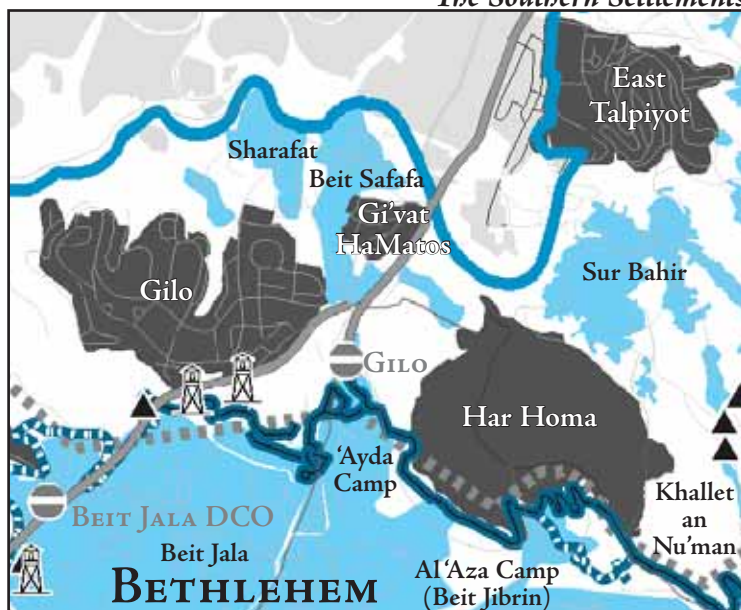 The Southern Settlements
East
Talpiyot
Sharafat
Beit Safafa
Gi'vat
HaMatos
Gilo
Sur Bahir
GILO
Har Homa
'Ayda
Camp
Khallet
an
Nu'man
BEIT JALA DCO
Beit Jala
BETHLEHEM
Al 'Aza Camp
(Beit Jibrin)